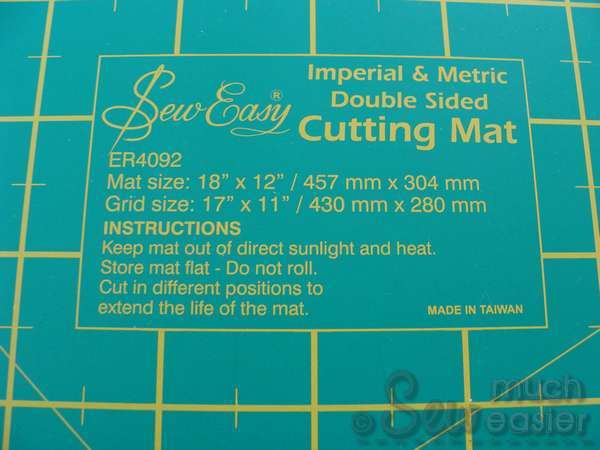 Sew Easy®
Imperial & Metric
Double Sided
Cutting Mat
ER4092
Mat size: 18” x 12” / 457 mm x 304 mm
Grid size: 17” x 11” / 430 mm x 280 mm
INSTRUCTIONS
Keep mat out of direct sunlight and heat.
Store mat flat - Do not roll.
Cut in different positions to
extend the life of the mat.
MADE IN TAIWAN
© Sew much easier